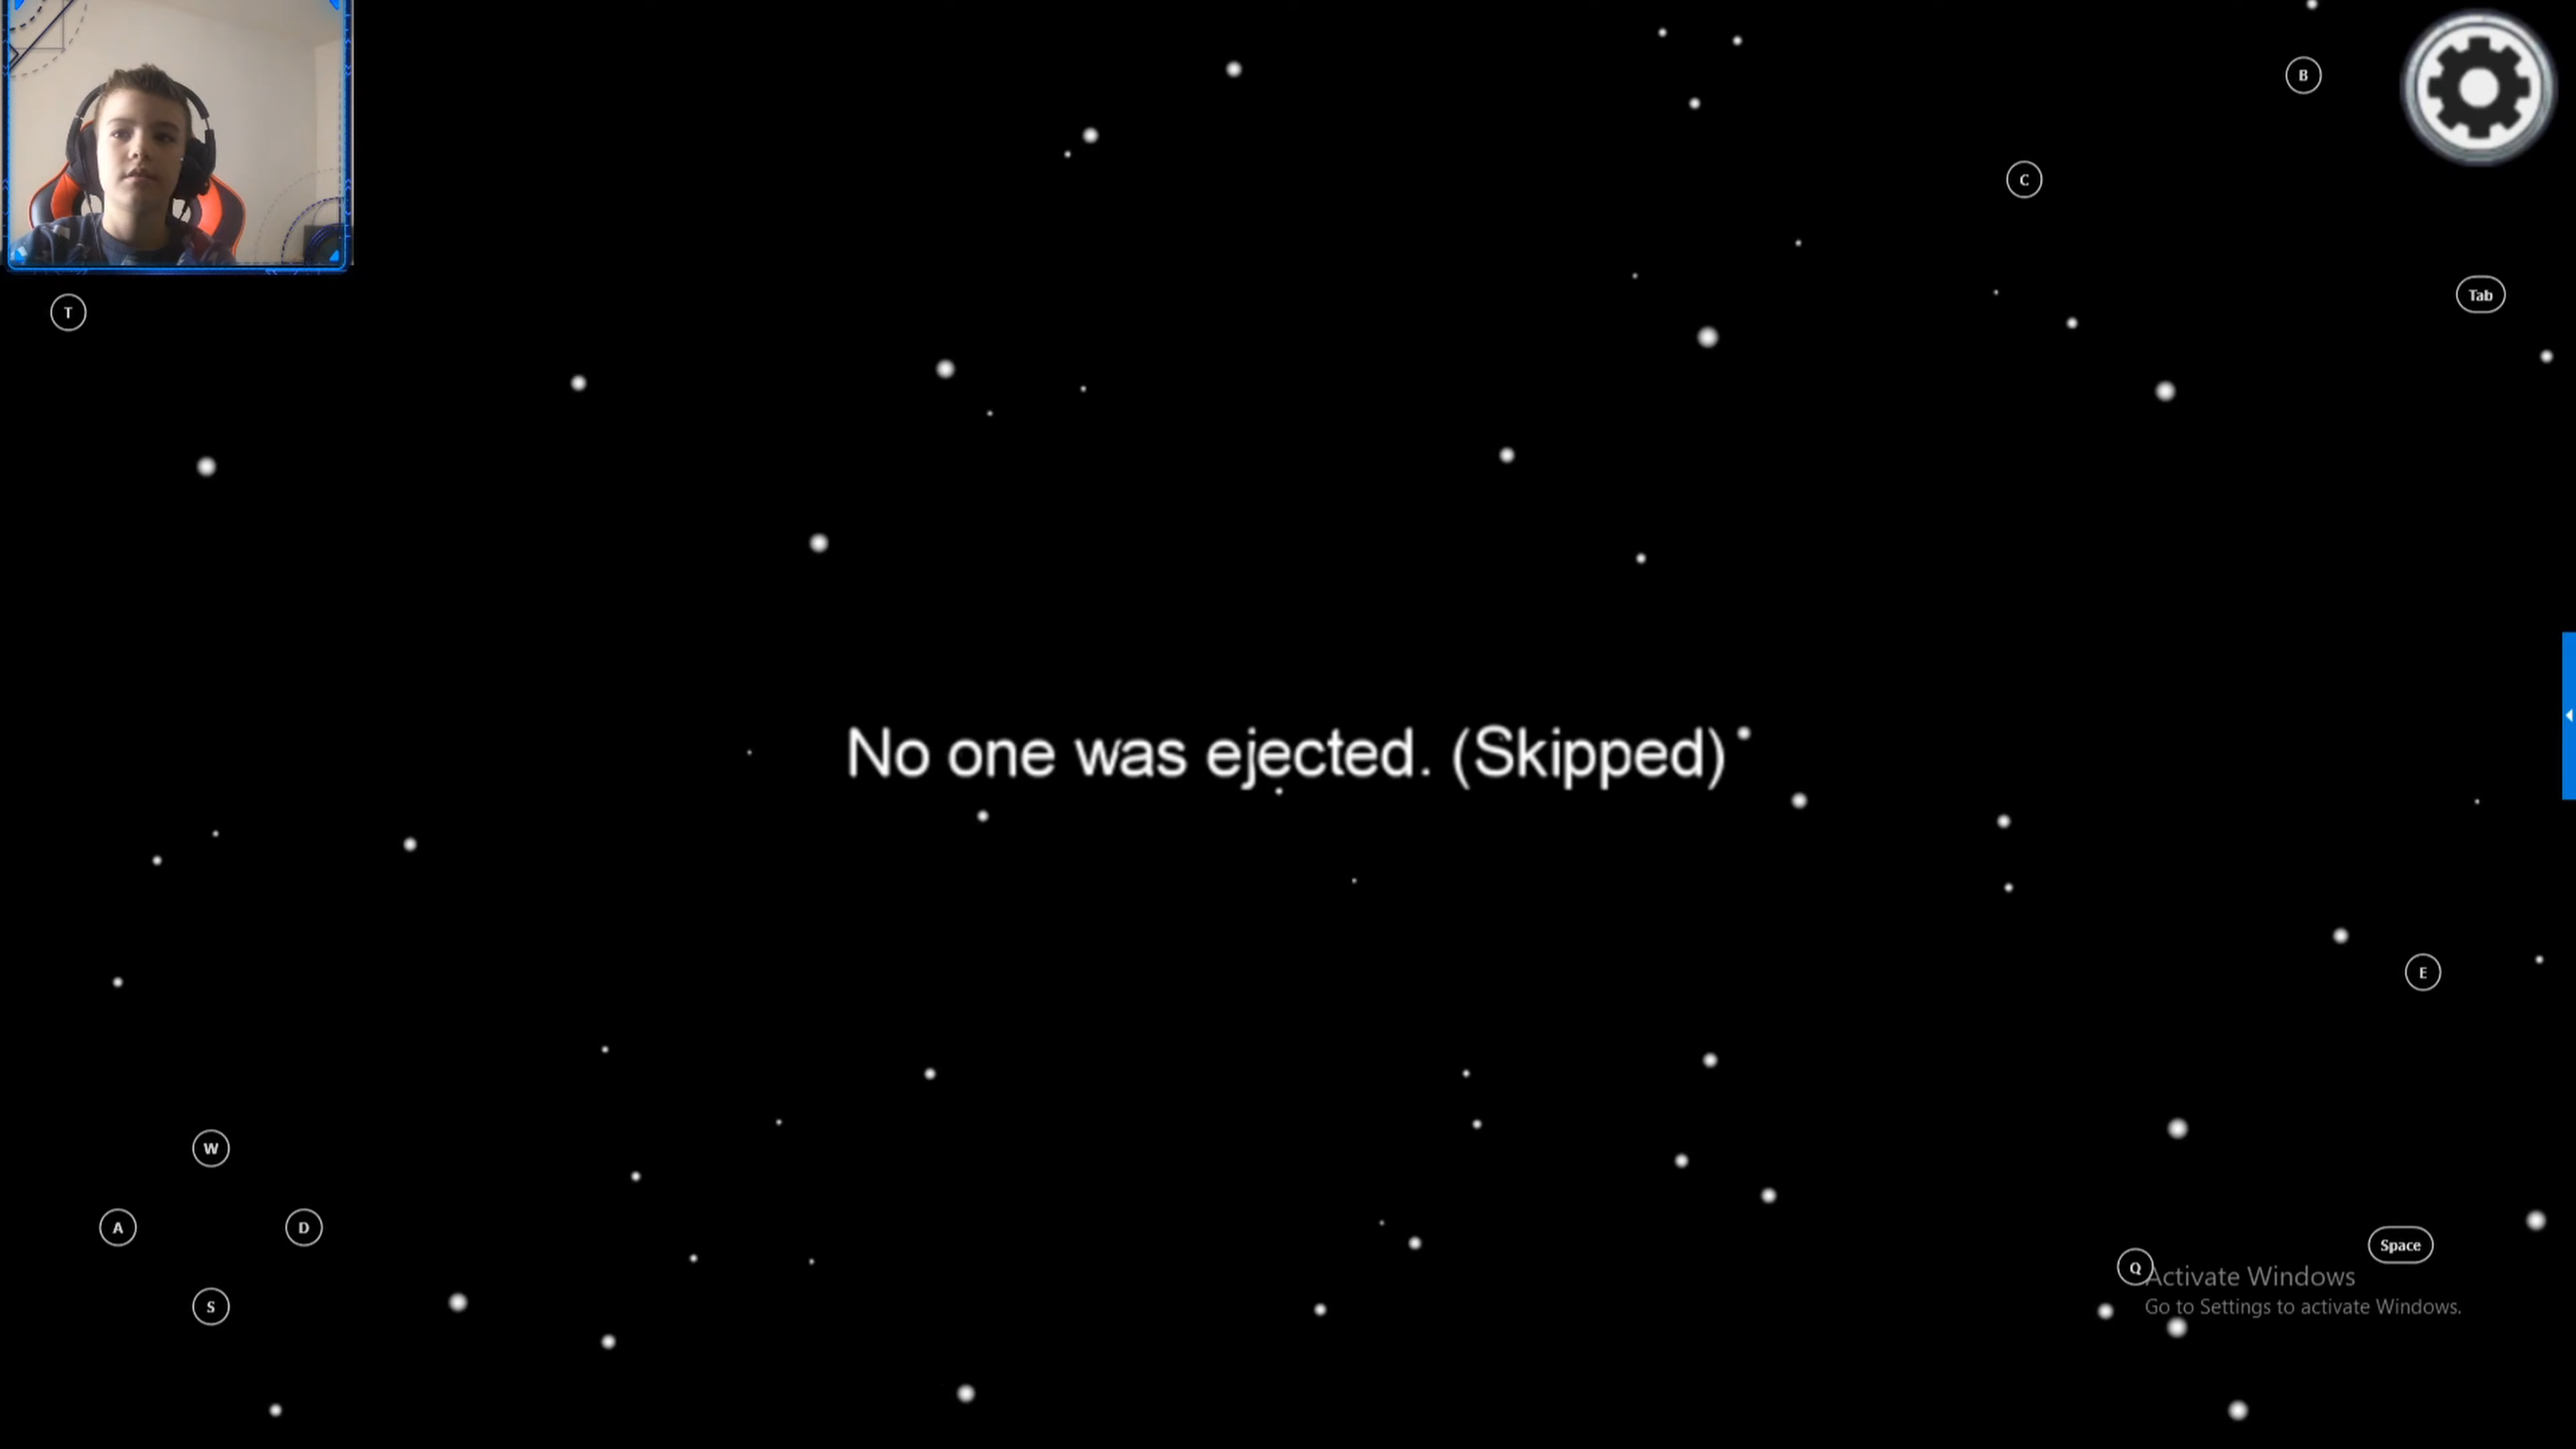 B
C
T
Tab
No one was ejected. (Skipped)
E
W
A
D
S
Space
Q
Activate Windows
Go to Settings to activate Windows.